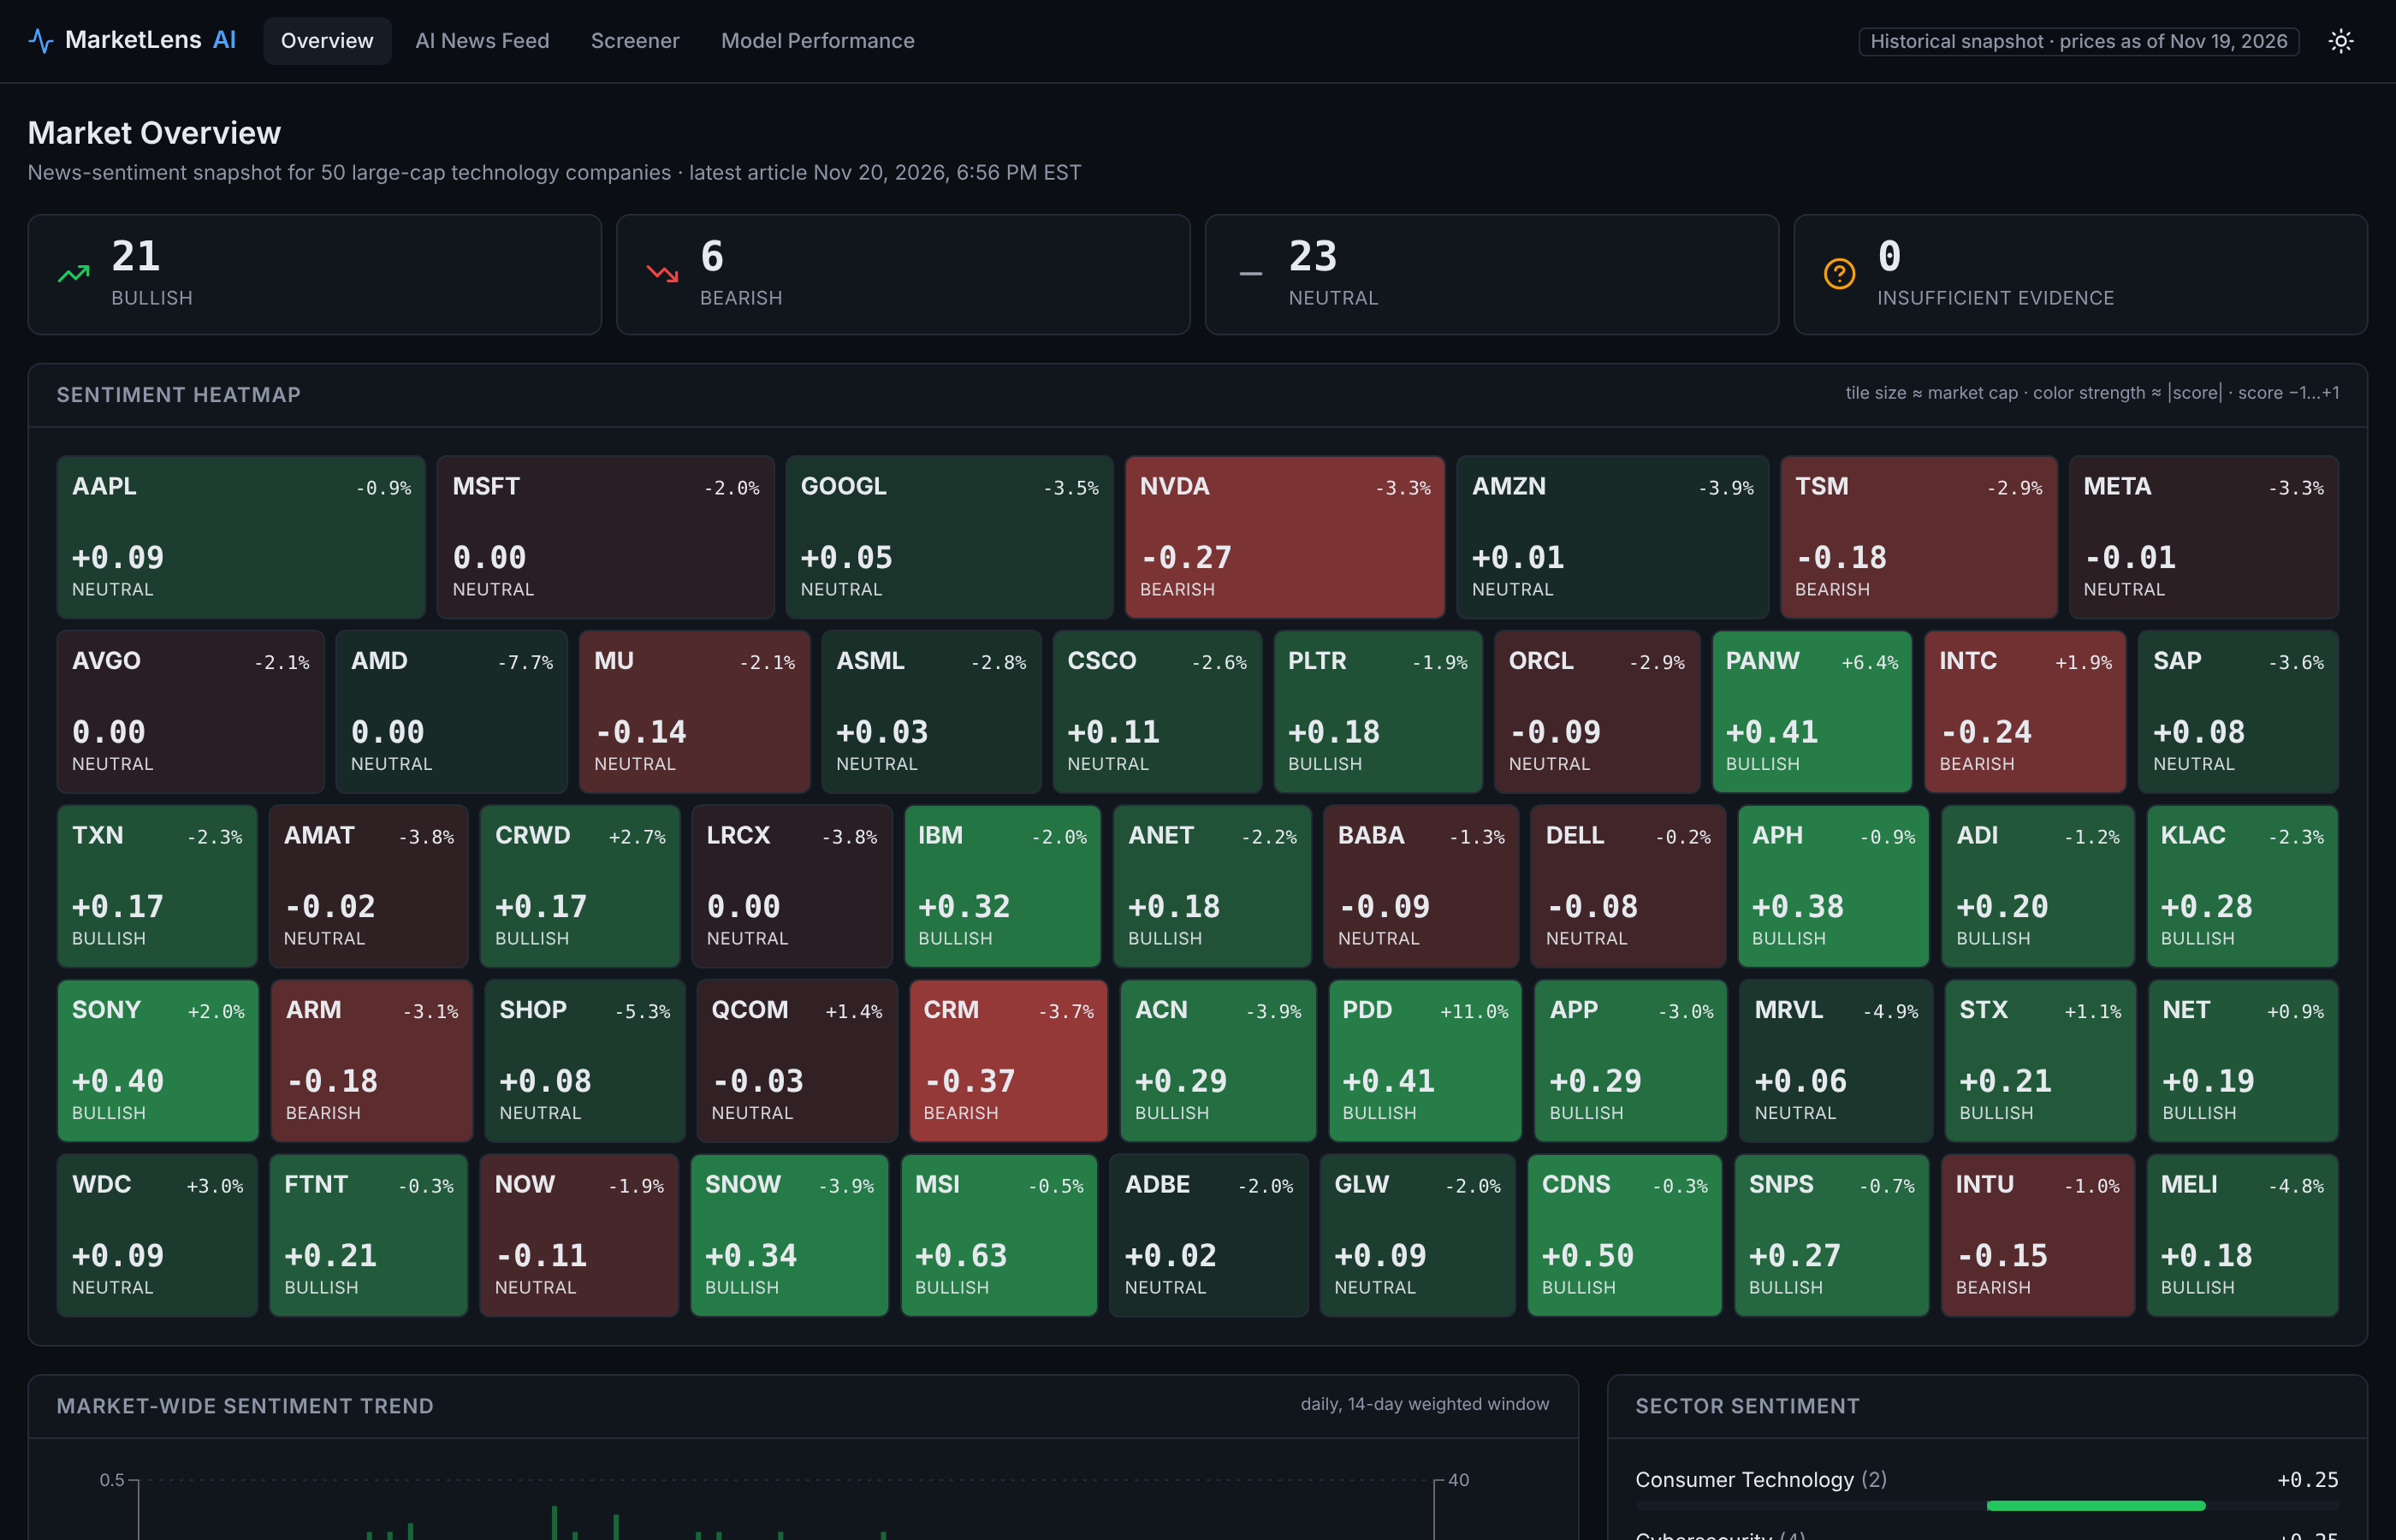 MarketLens AI Overview AI News Feed Screener Model Performance Historical snapshot · prices as of Nov 19, 2026
Market Overview
News-sentiment snapshot for 50 large-cap technology companies · latest article Nov 20, 2026, 6:56 PM EST
21 6 23 0
BULLISH BEARISH NEUTRAL INSUFFICIENT EVIDENCE
SENTIMENT HEATMAP tile size ≈ market cap · color strength ≈ |score| · score −1…+1
AAPL -0.9% MSFT -2.0% GOOGL -3.5% NVDA -3.3% AMZN -3.9% TSM -2.9% META -3.3%
+0.09 0.00 +0.05 -0.27 +0.01 -0.18 -0.01
NEUTRAL NEUTRAL NEUTRAL BEARISH NEUTRAL BEARISH NEUTRAL
AVGO -2.1% AMD -7.7% MU -2.1% ASML -2.8% CSCO -2.6% PLTR -1.9% ORCL -2.9% PANW +6.4% INTC +1.9% SAP -3.6%
0.00 0.00 -0.14 +0.03 +0.11 +0.18 -0.09 +0.41 -0.24 +0.08
NEUTRAL NEUTRAL NEUTRAL NEUTRAL NEUTRAL BULLISH NEUTRAL BULLISH BEARISH NEUTRAL
TXN -2.3% AMAT -3.8% CRWD +2.7% LRCX -3.8% IBM -2.0% ANET -2.2% BABA -1.3% DELL -0.2% APH -0.9% ADI -1.2% KLAC -2.3%
+0.17 -0.02 +0.17 0.00 +0.32 +0.18 -0.09 -0.08 +0.38 +0.20 +0.28
BULLISH NEUTRAL BULLISH NEUTRAL BULLISH BULLISH NEUTRAL NEUTRAL BULLISH BULLISH BULLISH
SONY +2.0% ARM -3.1% SHOP -5.3% QCOM +1.4% CRM -3.7% ACN -3.9% PDD +11.0% APP -3.0% MRVL -4.9% STX +1.1% NET +0.9%
+0.40 -0.18 +0.08 -0.03 -0.37 +0.29 +0.41 +0.29 +0.06 +0.21 +0.19
BULLISH BEARISH NEUTRAL NEUTRAL BEARISH BULLISH BULLISH BULLISH NEUTRAL BULLISH BULLISH
WDC +3.0% FTNT -0.3% NOW -1.9% SNOW -3.9% MSI -0.5% ADBE -2.0% GLW -2.0% CDNS -0.3% SNPS -0.7% INTU -1.0% MELI -4.8%
+0.09 +0.21 -0.11 +0.34 +0.63 +0.02 +0.09 +0.50 +0.27 -0.15 +0.18
NEUTRAL BULLISH NEUTRAL BULLISH BULLISH NEUTRAL NEUTRAL BULLISH BULLISH BEARISH BULLISH
MARKET-WIDE SENTIMENT TREND daily, 14-day weighted window SECTOR SENTIMENT
0.5 40 Consumer Technology (2) +0.25
Cybersecurity (4) +0.25